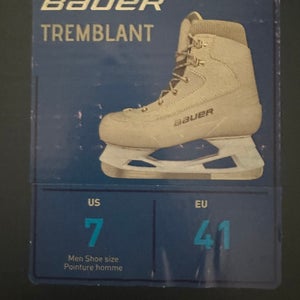 BAUER
TREMBLANT
BAUER
US
7
EU
41
Men Shoe size
Pointure homme